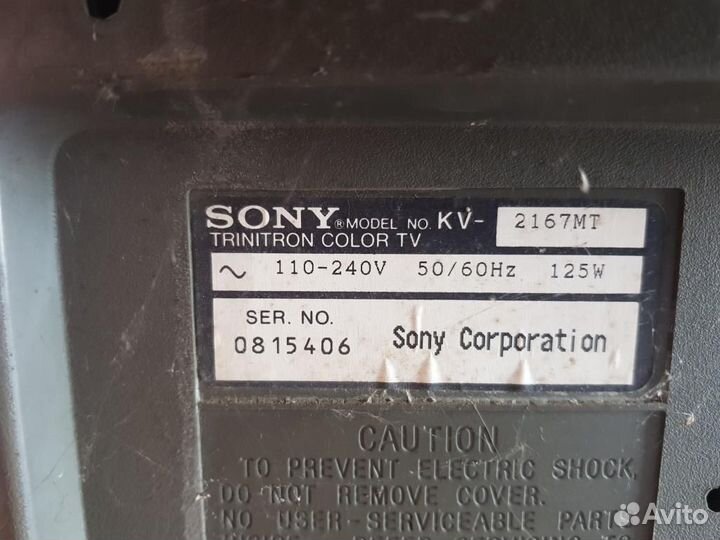 SONY ® MODEL NO. KV- 2167MT
TRINITRON COLOR TV
~ 110-240V 50/60Hz 125W
SER. NO.
0815406 Sony Corporation
CAUTION
TO PREVENT ELECTRIC SHOCK,
DO NOT REMOVE COVER.
NO USER-SERVICEABLE PART
Avito